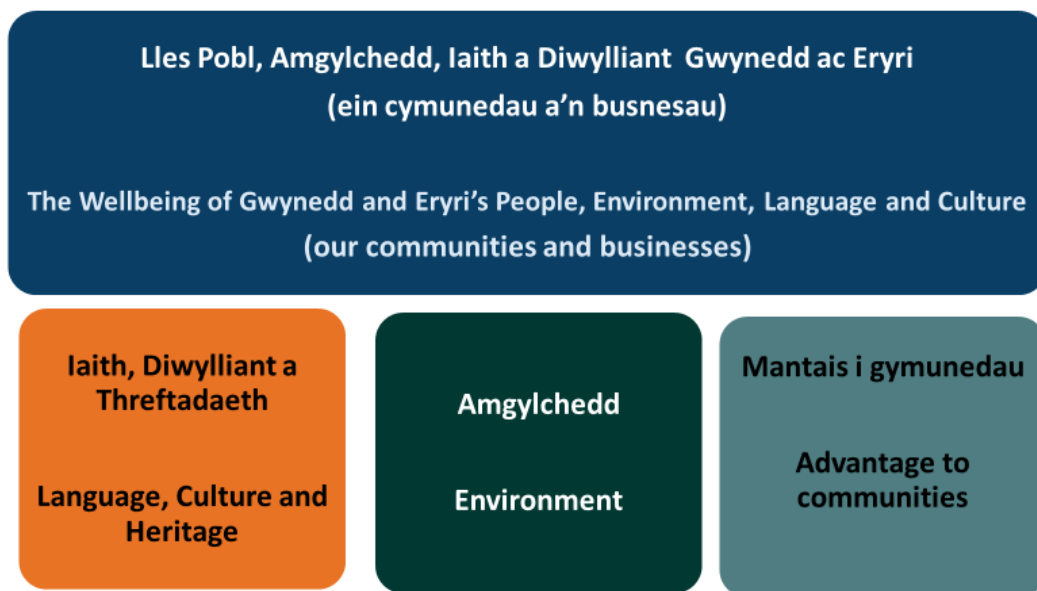 Lles Pobl, Amgylchedd, Iaith a Diwylliant Gwynedd ac Eryri
(ein cymunedau a'n busnesau)
The Wellbeing of Gwynedd and Eryri's People, Environment, Language and Culture
(our communities and businesses)
Iaith, Diwylliant a
Threftadaeth
Language, Culture and
Heritage
Amgylchedd
Environment
Mantais i gymunedau
Advantage to
communities